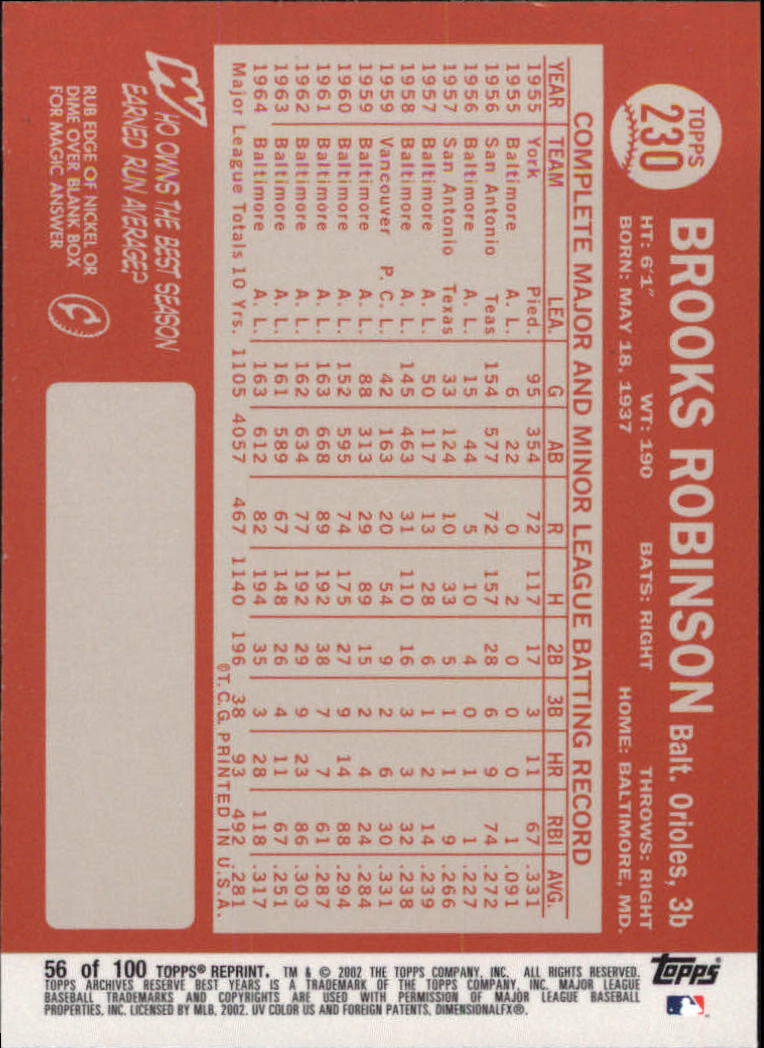 TOPPS
230
BROOKS ROBINSON Balt. Orioles, 3b
HT: 6'1" WT: 190 BATS: RIGHT THROWS: RIGHT
BORN: MAY 18, 1937 HOME: BALTIMORE, MD.
COMPLETE MAJOR AND MINOR LEAGUE BATTING RECORD
YEAR TEAM LEA. G AB R H 2B 3B HR RBI AVG.
1955 York Pied. 95 354 72 117 17 3 11 67 .331
1955 Baltimore A. L. 6 22 0 2 0 0 0 1 .091
1956 San Antonio Teas 154 577 72 157 28 6 9 74 .272
1956 Baltimore A. L. 15 44 5 10 4 0 1 1 .227
1957 San Antonio Texas 33 124 10 33 5 1 1 9 .266
1957 Baltimore A. L. 50 117 13 28 6 1 2 14 .239
1958 Baltimore A. L. 145 463 31 110 16 3 3 32 .238
1959 Vancouver P. C. L. 42 163 20 54 9 2 6 30 .331
1959 Baltimore A. L. 88 313 29 89 15 2 4 24 .284
1960 Baltimore A. L. 152 595 74 175 27 9 14 88 .294
1961 Baltimore A. L. 163 668 89 192 38 7 7 61 .287
1962 Baltimore A. L. 162 634 77 192 29 9 23 86 .303
1963 Baltimore A. L. 161 589 67 148 26 4 11 67 .251
1964 Baltimore A. L. 163 612 82 194 35 3 28 118 .317
Major League Totals 10 Yrs. 1105 4057 467 1140 196 38 93 492 .281
©T.C.G. PRINTED IN U.S.A.
WHO OWNS THE BEST SEASON
EARNED RUN AVERAGE?
RUB EDGE OF NICKEL OR
DIME OVER BLANK BOX
FOR MAGIC ANSWER
56 of 100 TOPPS® REPRINT. TM & © 2002 THE TOPPS COMPANY, INC. ALL RIGHTS RESERVED.
TOPPS ARCHIVES RESERVE BEST YEARS IS A TRADEMARK OF THE TOPPS COMPANY, INC. MAJOR LEAGUE
BASEBALL TRADEMARKS AND COPYRIGHTS ARE USED WITH PERMISSION OF MAJOR LEAGUE BASEBALL
PROPERTIES, INC. LICENSED BY MLB, 2002. UV COLOR US AND FOREIGN PATENTS, DIMENSIONALFX®.
Topps